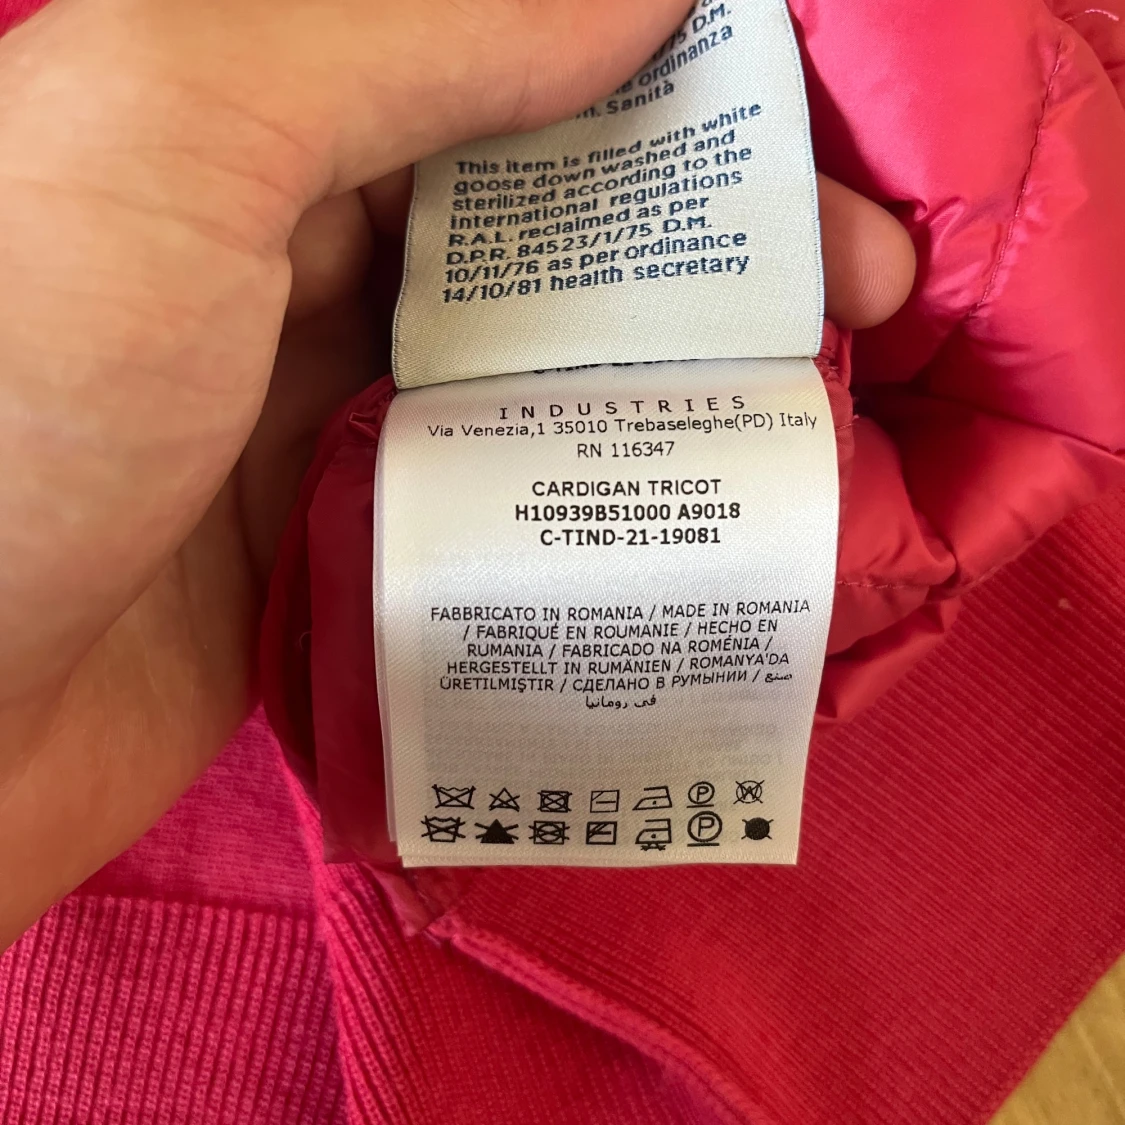 /75 D.M.
ordinanza
Sanità
This item is filled with white
goose down washed and
sterilized according to the
international regulations
R.A.L. reclaimed as per
D.P.R. 84523/1/75 D.M.
10/11/76 as per ordinance
14/10/81 health secretary
INDUSTRIES
Via Venezia,1 35010 Trebaseleghe(PD) Italy
RN 116347
CARDIGAN TRICOT
H10939B51000 A9018
C-TIND-21-19081
FABBRICATO IN ROMANIA / MADE IN ROMANIA
/ FABRIQUÉ EN ROUMANIE / HECHO EN
RUMANIA / FABRICADO NA ROMÉNIA /
HERGESTELLT IN RUMÄNIEN / ROMANYA'DA
ÜRETILMIŞTIR / СДЕЛАНО В РУМЫНИИ / صنع
في رومانيا
P W
P